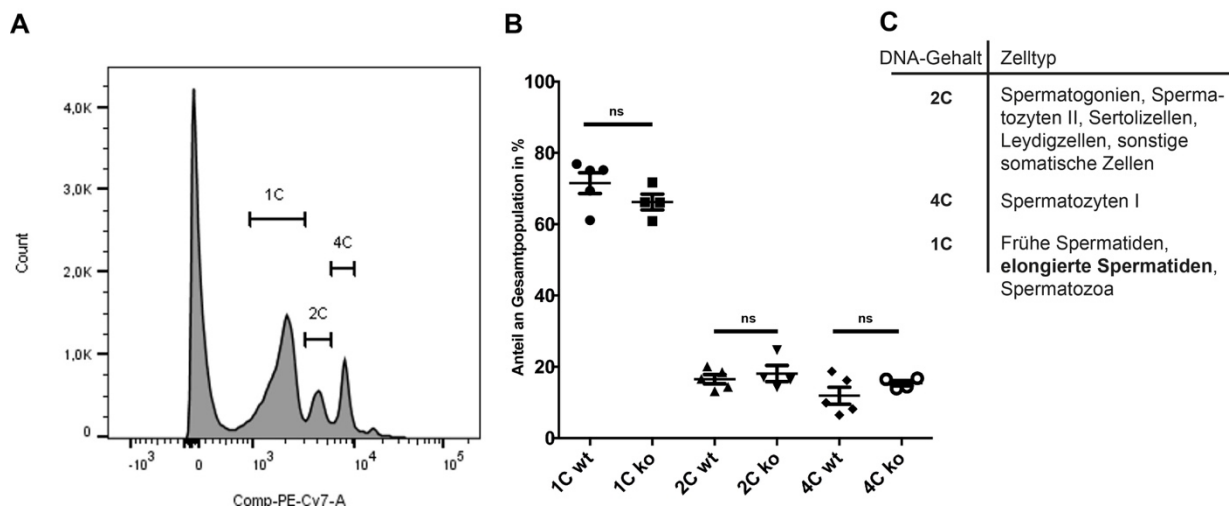 A
Count
4,0K
3,0K
2,0K
1,0K
0
1C
2C
4C
-10³
0
10³
10⁴
10⁵
Comp-PE-Cy7-A
B
Anteil an Gesamtpopulation in %
100
80
60
40
20
0
ns
ns
ns
1C wt
1C ko
2C wt
2C ko
4C wt
4C ko
C
DNA-Gehalt Zelltyp
2C Spermatogonien, Sperma-
tozyten II, Sertolizellen,
Leydigzellen, sonstige
somatische Zellen
4C Spermatozyten I
1C Frühe Spermatiden,
elongierte Spermatiden,
Spermatozoa